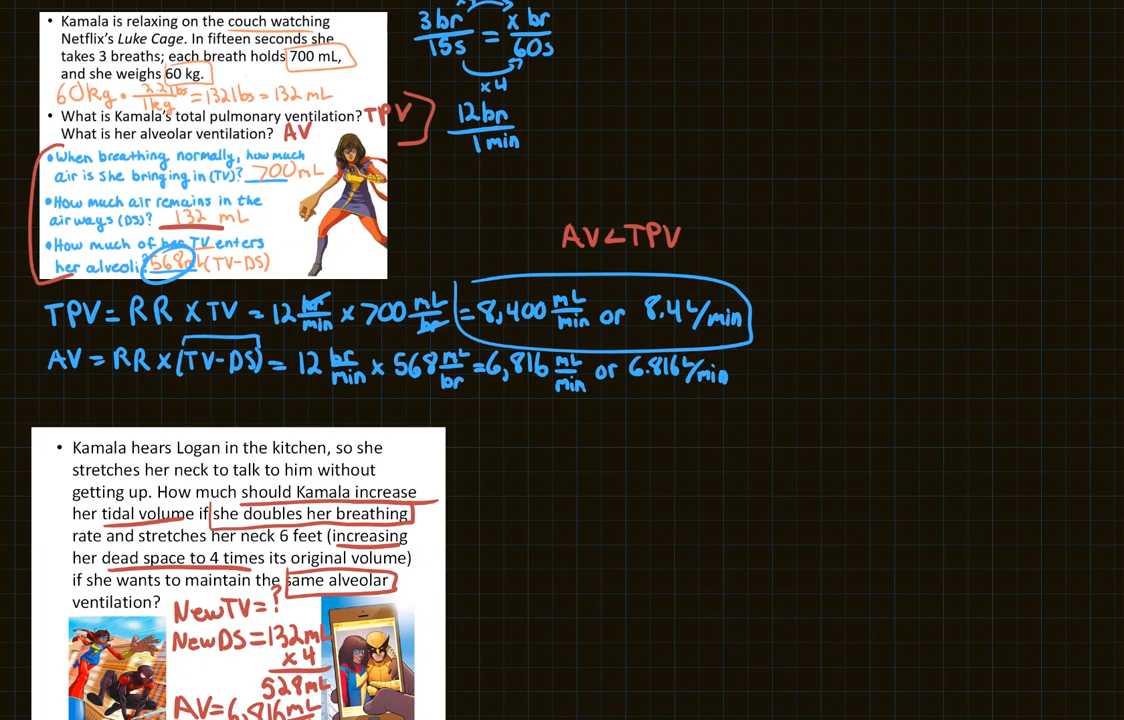 • Kamala is relaxing on the couch watching
Netflix's Luke Cage. In fifteen seconds she
takes 3 breaths; each breath holds 700 mL,
and she weighs 60 kg.
60kg · 2.2lbs/1kg = 132lbs = 132 mL
• What is Kamala's total pulmonary ventilation? TPV
What is her alveolar ventilation? AV
• When breathing normally, how much
air is she bringing in (TV)? 700mL
• How much air remains in the
airways (DS)? 132 mL
• How much of her TV enters
her alveoli? 568mL (TV-DS)
3br/15s = x br/60s
x4
12br/1min
AV<TPV
TPV = RR x TV = 12 br/min x 700 mL/br = 8,400 mL/min or 8.4L/min
AV = RR x (TV-DS) = 12 br/min x 568 mL/br = 6,816 mL/min or 6.816L/min
• Kamala hears Logan in the kitchen, so she
stretches her neck to talk to him without
getting up. How much should Kamala increase
her tidal volume if she doubles her breathing
rate and stretches her neck 6 feet (increasing
her dead space to 4 times its original volume)
if she wants to maintain the same alveolar
ventilation?
New TV = ?
New DS = 132mL
x 4
528mL
AV = 6,816 mL